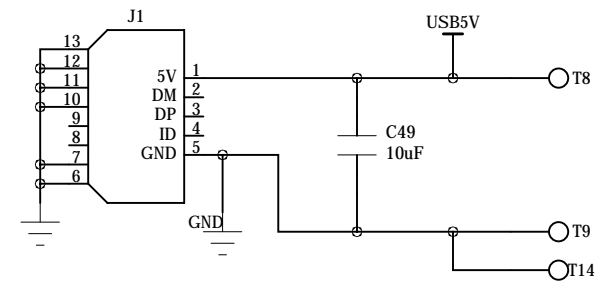 J1
USB5V
13
12
11
10
9
8
7
6
5V 1
DM 2
DP 3
ID 4
GND 5
C49
10uF
T8
GND
T9
T14